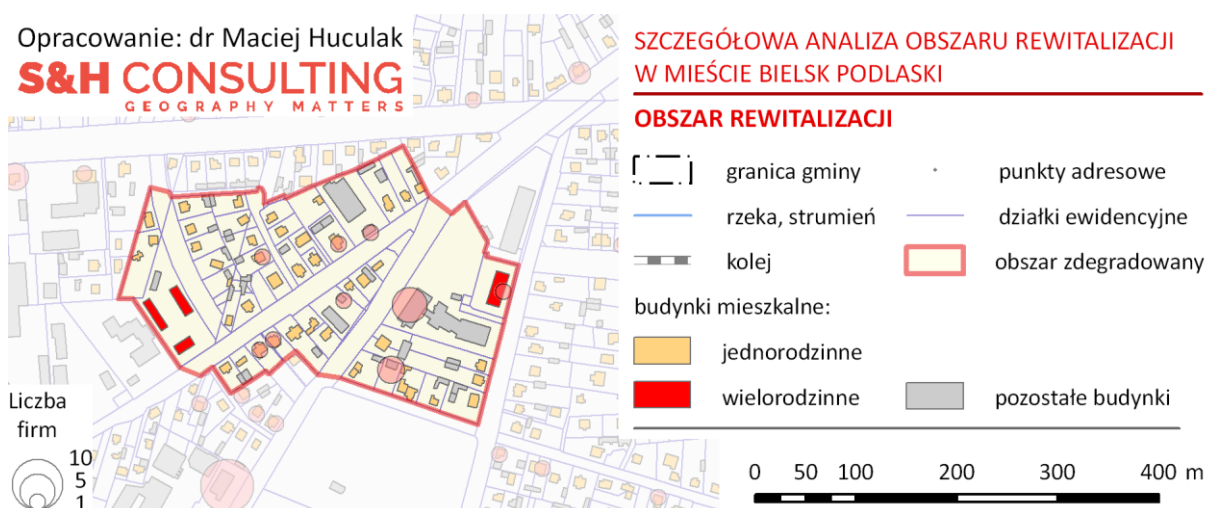 Opracowanie: dr Maciej Huculak
S&H CONSULTING
GEOGRAPHY MATTERS
SZCZEGÓŁOWA ANALIZA OBSZARU REWITALIZACJI
W MIEŚCIE BIELSK PODLASKI
OBSZAR REWITALIZACJI
granica gminy
punkty adresowe
rzeka, strumień
działki ewidencyjne
kolej
obszar zdegradowany
budynki mieszkalne:
jednorodzinne
wielorodzinne
pozostałe budynki
Liczba
firm
10
5
1
0 50 100 200 300 400 m